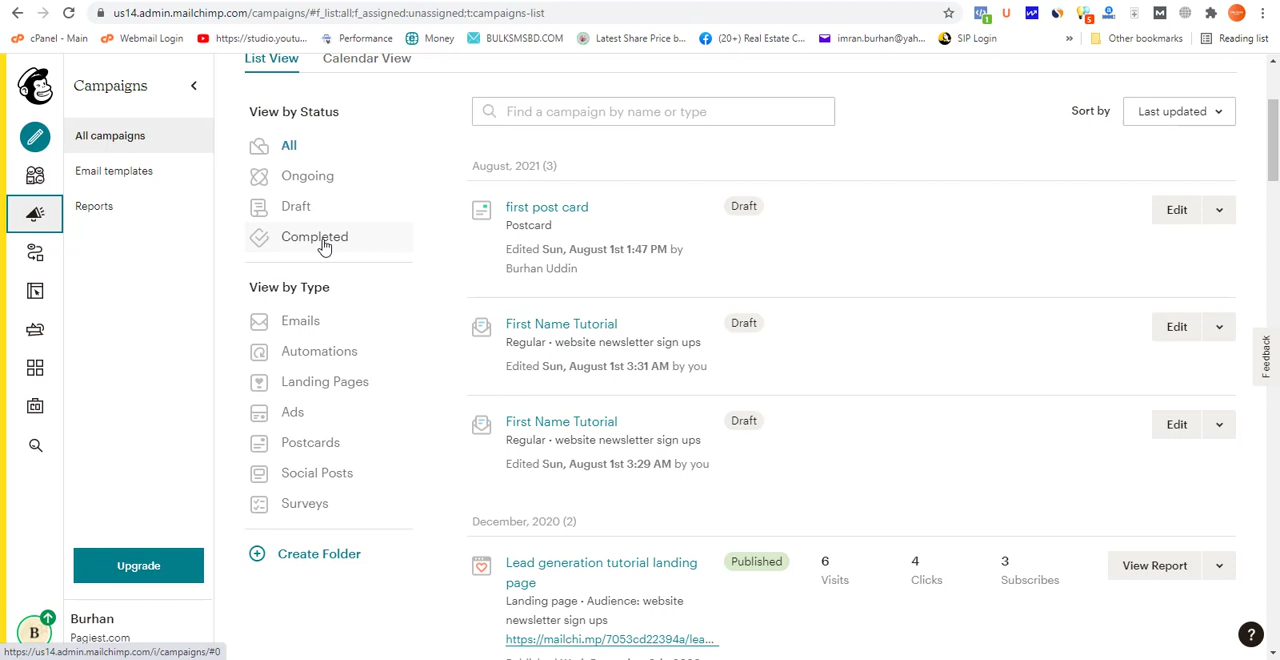 us14.admin.mailchimp.com/campaigns/#f_list:all;f_assigned:unassigned;t:campaigns-list
cPanel - Main
Webmail Login
https://studio.youtu...
Performance
Money
BULKSMSBD.COM
Latest Share Price b...
(20+) Real Estate C...
imran.burhan@yah...
SIP Login
»
Other bookmarks
Reading list
Campaigns
All campaigns
Email templates
Reports
Upgrade
Burhan
Pagiest.com
B
https://us14.admin.mailchimp.com/i/campaigns/#0
List View
Calendar View
View by Status
All
Ongoing
Draft
Completed
View by Type
Emails
Automations
Landing Pages
Ads
Postcards
Social Posts
Surveys
Create Folder
Find a campaign by name or type
Sort by
Last updated
August, 2021 (3)
first post card
Draft
Edit
Postcard
Edited Sun, August 1st 1:47 PM by
Burhan Uddin
First Name Tutorial
Draft
Edit
Regular · website newsletter sign ups
Edited Sun, August 1st 3:31 AM by you
First Name Tutorial
Draft
Edit
Regular · website newsletter sign ups
Edited Sun, August 1st 3:29 AM by you
December, 2020 (2)
Lead generation tutorial landing
page
Published
6
Visits
4
Clicks
3
Subscribes
View Report
Landing page · Audience: website
newsletter sign ups
https://mailchi.mp/7053cd22394a/lea...
Feedback
?